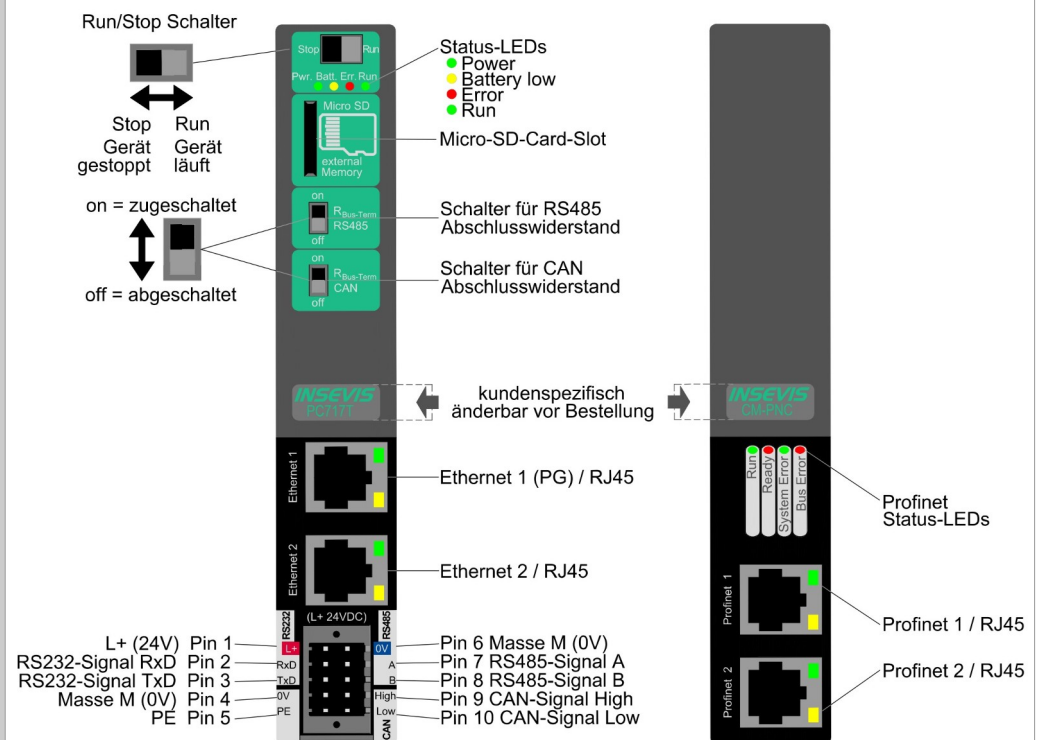 Run/Stop Schalter
Stop
Run
Gerät
gestoppt
Gerät
läuft
on = zugeschaltet
off = abgeschaltet
Stop
Run
Pwr. Batt. Err. Run
Micro SD
external
Memory
on
RBus-Term
RS485
off
on
RBus-Term
CAN
off
Status-LEDs
Power
Battery low
Error
Run
Micro-SD-Card-Slot
Schalter für RS485
Abschlusswiderstand
Schalter für CAN
Abschlusswiderstand
INSEVIS
PC717T
kundenspezifisch
änderbar vor Bestellung
INSEVIS
CM-PNC
Ethernet 1
Ethernet 1 (PG) / RJ45
Ethernet 2
Ethernet 2 / RJ45
RS232
(L+ 24VDC)
RS485
L+
RxD
TxD
0V
PE
0V
A
B
High
Low
CAN
L+ (24V) Pin 1
RS232-Signal RxD Pin 2
RS232-Signal TxD Pin 3
Masse M (0V) Pin 4
PE Pin 5
Pin 6 Masse M (0V)
Pin 7 RS485-Signal A
Pin 8 RS485-Signal B
Pin 9 CAN-Signal High
Pin 10 CAN-Signal Low
Run
Ready
System Error
Bus Error
Profinet
Status-LEDs
Profinet 1
Profinet 1 / RJ45
Profinet 2
Profinet 2 / RJ45